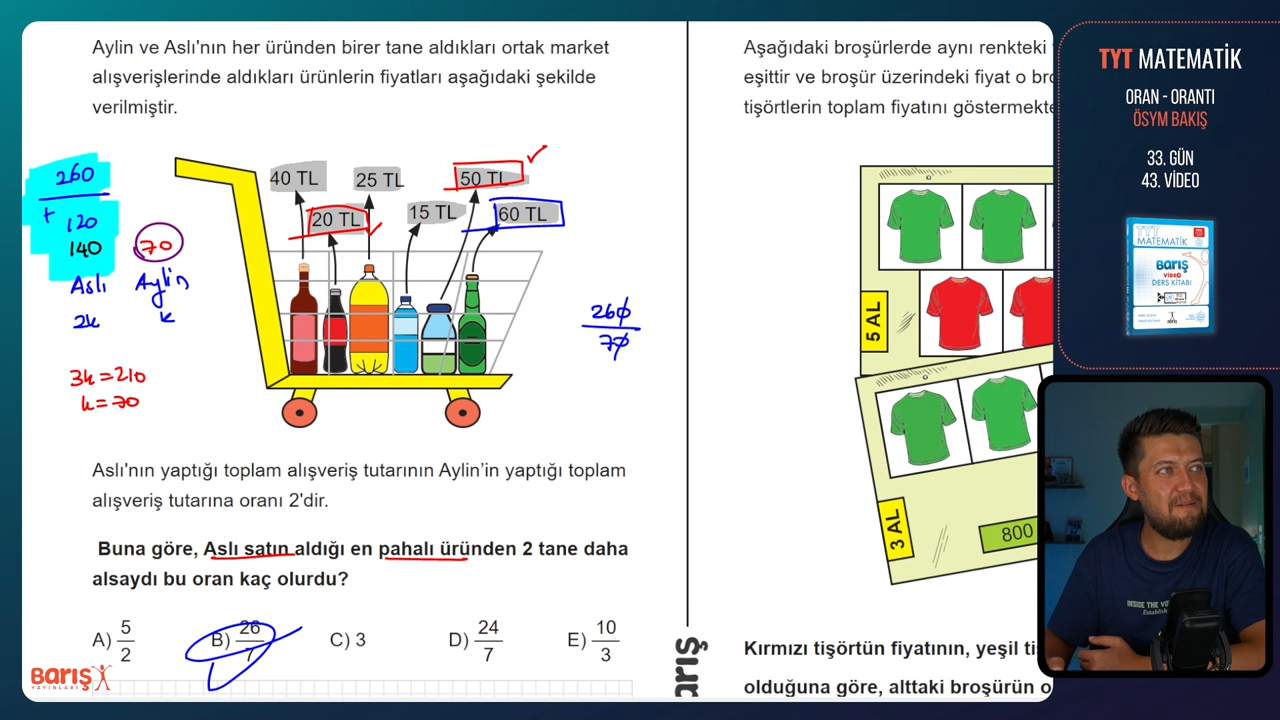 Aylin ve Aslı'nın her üründen birer tane aldıkları ortak market
alışverişlerinde aldıkları ürünlerin fiyatları aşağıdaki şekilde
verilmiştir.
40 TL
25 TL
50 TL
20 TL
15 TL
60 TL
260
+ 120
140
70
Aslı
Aylin
2k
k
3k = 210
k = 70
260
70
Aslı'nın yaptığı toplam alışveriş tutarının Aylin'in yaptığı toplam
alışveriş tutarına oranı 2'dir.
Buna göre, Aslı satın aldığı en pahalı üründen 2 tane daha
alsaydı bu oran kaç olurdu?
A) 5/2 B) 26/7 C) 3 D) 24/7 E) 10/3
BARIŞ
YAYINLARI
Aşağıdaki broşürlerde aynı renkteki
eşittir ve broşür üzerindeki fiyat o
tişörtlerin toplam fiyatını
5 AL
3 AL
800
Kırmızı tişörtün fiyatının, yeşil
olduğuna göre, alttaki broşürün
TYT MATEMATİK
ORAN - ORANTI
ÖSYM BAKIŞ
33. GÜN
43. VİDEO
TYT
MATEMATİK
BARIŞ
VİDEO
DERS KİTABI
INSIDE THE